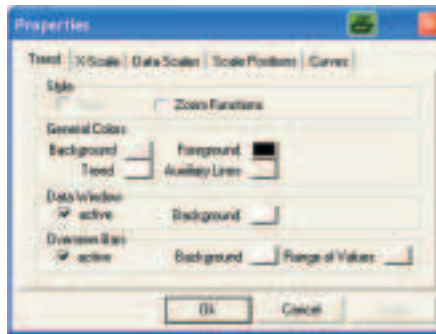 Properties
Trend X-Scale Data Scales Scale Positions Curves
Style
Zoom Functions
General Colors
Background Foreground
Trend Auxiliary Lines
Data Window
active Background
Overview Bars
active Background Range of Values
Ok Cancel